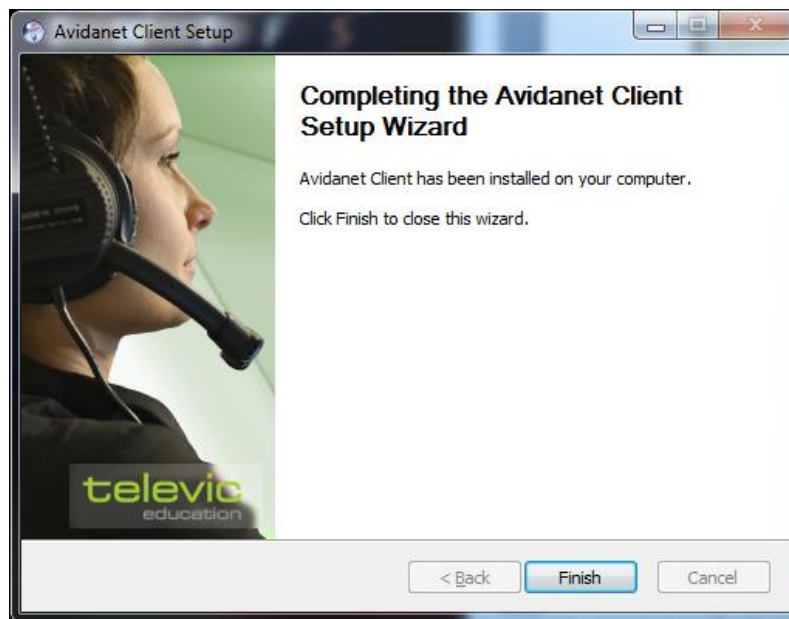 Avidanet Client Setup
Completing the Avidanet Client
Setup Wizard
Avidanet Client has been installed on your computer.
Click Finish to close this wizard.
televic
education
< Back
Finish
Cancel